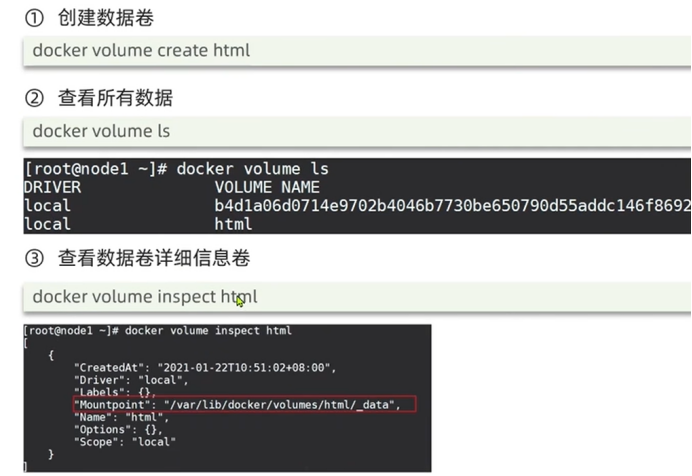 ① 创建数据卷
docker volume create html
② 查看所有数据
docker volume ls
[root@node1 ~]# docker volume ls
DRIVER VOLUME NAME
local b4d1a06d0714e9702b4046b7730be650790d55addc146f8692
local html
③ 查看数据卷详细信息卷
docker volume inspect html
[root@node1 ~]# docker volume inspect html
[
{
"CreatedAt": "2021-01-22T10:51:02+08:00",
"Driver": "local",
"Labels": {},
"Mountpoint": "/var/lib/docker/volumes/html/_data",
"Name": "html",
"Options": {},
"Scope": "local"
}
]